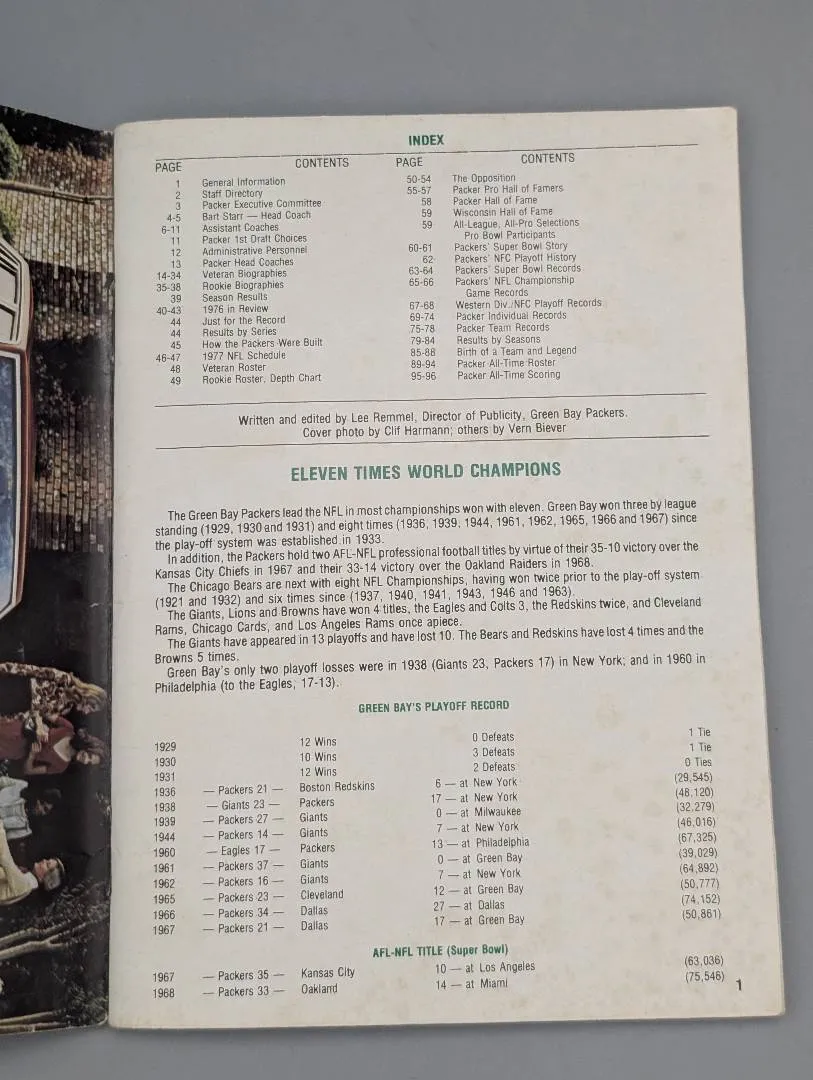 INDEX
PAGE CONTENTS PAGE CONTENTS
1 General Information
2 Staff Directory
3 Packer Executive Committee
4-5 Bart Starr — Head Coach
6-11 Assistant Coaches
11 Packer 1st Draft Choices
12 Administrative Personnel
13 Packer Head Coaches
14-34 Veteran Biographies
35-38 Rookie Biographies
39 Season Results
40-43 1976 in Review
44 Just for the Record
44 Results by Series
45 How the Packers Were Built
46-47 1977 NFL Schedule
48 Veteran Roster
49 Rookie Roster, Depth Chart
50-54 The Opposition
55-57 Packer Pro Hall of Famers
58 Packer Hall of Fame
59 Wisconsin Hall of Fame
59 All-League, All-Pro Selections
Pro Bowl Participants
60-61 Packers' Super Bowl Story
62 Packers' NFC Playoff History
63-64 Packers' Super Bowl Records
65-66 Packers' NFL Championship
Game Records
67-68 Western Div./NFC Playoff Records
69-74 Packer Individual Records
75-78 Packer Team Records
79-84 Results by Seasons
85-88 Birth of a Team and Legend
89-94 Packer All-Time Roster
95-96 Packer All-Time Scoring
Written and edited by Lee Remmel, Director of Publicity, Green Bay Packers.
Cover photo by Clif Harmann; others by Vern Biever
ELEVEN TIMES WORLD CHAMPIONS
The Green Bay Packers lead the NFL in most championships won with eleven. Green Bay won three by league
standing (1929, 1930 and 1931) and eight times (1936, 1939, 1944, 1961, 1962, 1965, 1966 and 1967) since
the play-off system was established in 1933.
In addition, the Packers hold two AFL-NFL professional football titles by virtue of their 35-10 victory over the
Kansas City Chiefs in 1967 and their 33-14 victory over the Oakland Raiders in 1968.
The Chicago Bears are next with eight NFL Championships, having won twice prior to the play-off system
(1921 and 1932) and six times since (1937, 1940, 1941, 1943, 1946 and 1963).
The Giants, Lions and Browns have won 4 titles, the Eagles and Colts 3, the Redskins twice, and Cleveland
Rams, Chicago Cards, and Los Angeles Rams once apiece.
The Giants have appeared in 13 playoffs and have lost 10. The Bears and Redskins have lost 4 times and the
Browns 5 times.
Green Bay's only two playoff losses were in 1938 (Giants 23, Packers 17) in New York; and in 1960 in
Philadelphia (to the Eagles, 17-13).
GREEN BAY'S PLAYOFF RECORD
1929 12 Wins 0 Defeats 1 Tie
1930 10 Wins 3 Defeats 1 Tie
1931 12 Wins 2 Defeats 0 Ties
1936 — Packers 21 — Boston Redskins 6 — at New York (29,545)
1938 — Giants 23 — Packers 17 — at New York (48,120)
1939 — Packers 27 — Giants 0 — at Milwaukee (32,279)
1944 — Packers 14 — Giants 7 — at New York (46,016)
1960 — Eagles 17 — Packers 13 — at Philadelphia (67,325)
1961 — Packers 37 — Giants 0 — at Green Bay (39,029)
1962 — Packers 16 — Giants 7 — at New York (64,892)
1965 — Packers 23 — Cleveland 12 — at Green Bay (50,777)
1966 — Packers 34 — Dallas 27 — at Dallas (74,152)
1967 — Packers 21 — Dallas 17 — at Green Bay (50,861)
AFL-NFL TITLE (Super Bowl)
1967 — Packers 35 — Kansas City 10 — at Los Angeles (63,036)
1968 — Packers 33 — Oakland 14 — at Miami (75,546)
1